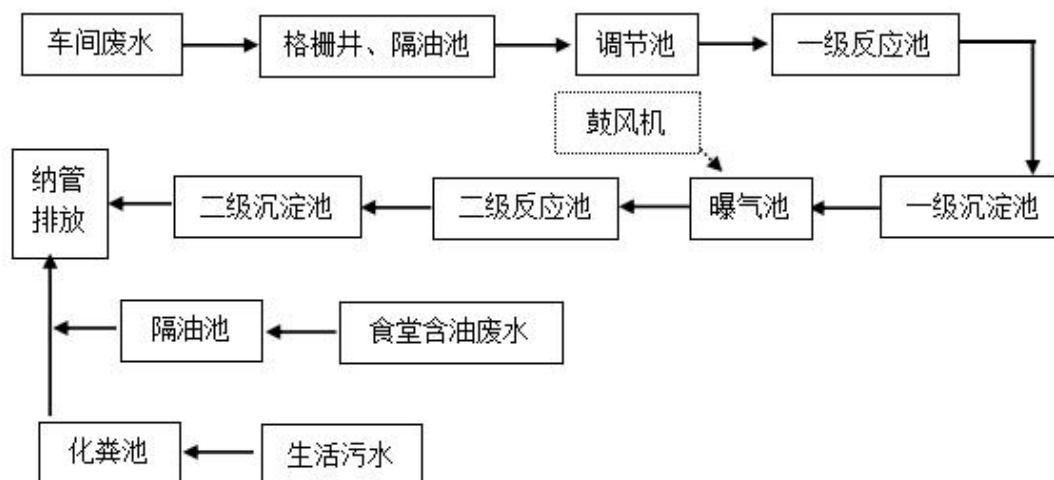 车间废水
格栅井、隔油池
调节池
一级反应池
鼓风机
纳管
排放
二级沉淀池
二级反应池
曝气池
一级沉淀池
隔油池
食堂含油废水
化粪池
生活污水